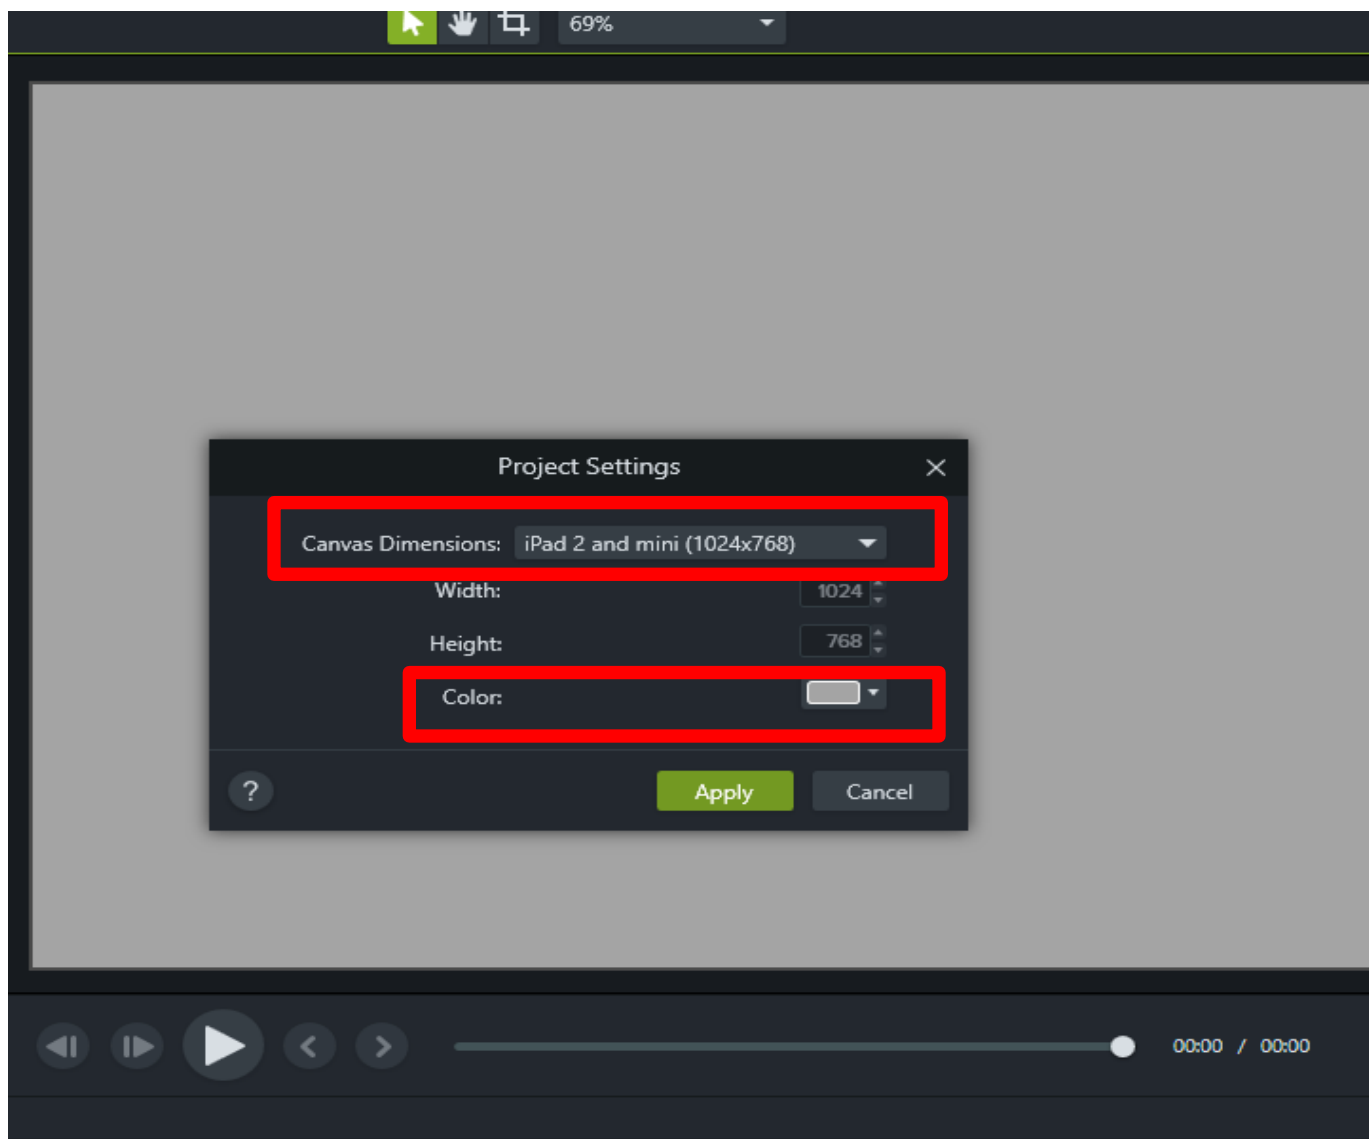 69%
Project Settings
Canvas Dimensions: iPad 2 and mini (1024x768)
Width: 1024
Height: 768
Color:
? Apply Cancel
00:00 / 00:00